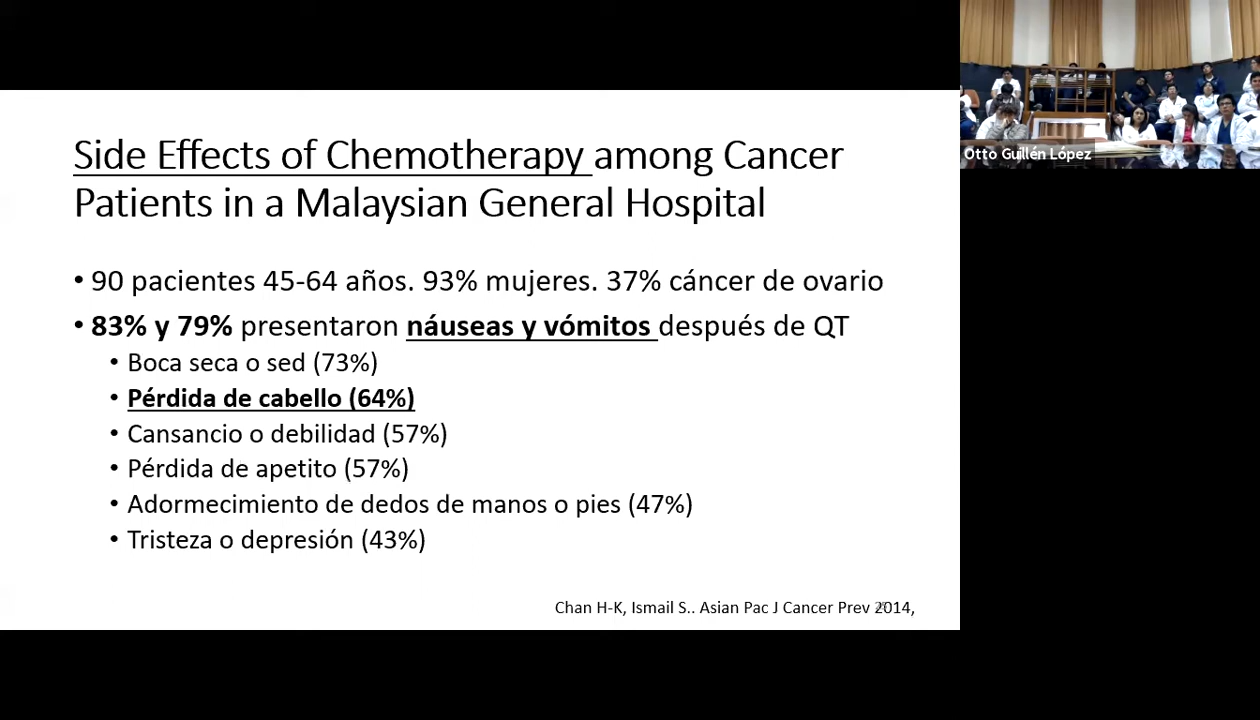 Side Effects of Chemotherapy among Cancer
Patients in a Malaysian General Hospital
• 90 pacientes 45-64 años. 93% mujeres. 37% cáncer de ovario
• 83% y 79% presentaron náuseas y vómitos después de QT
• Boca seca o sed (73%)
• Pérdida de cabello (64%)
• Cansancio o debilidad (57%)
• Pérdida de apetito (57%)
• Adormecimiento de dedos de manos o pies (47%)
• Tristeza o depresión (43%)
Chan H-K, Ismail S.. Asian Pac J Cancer Prev 2014,
Otto Guillén López